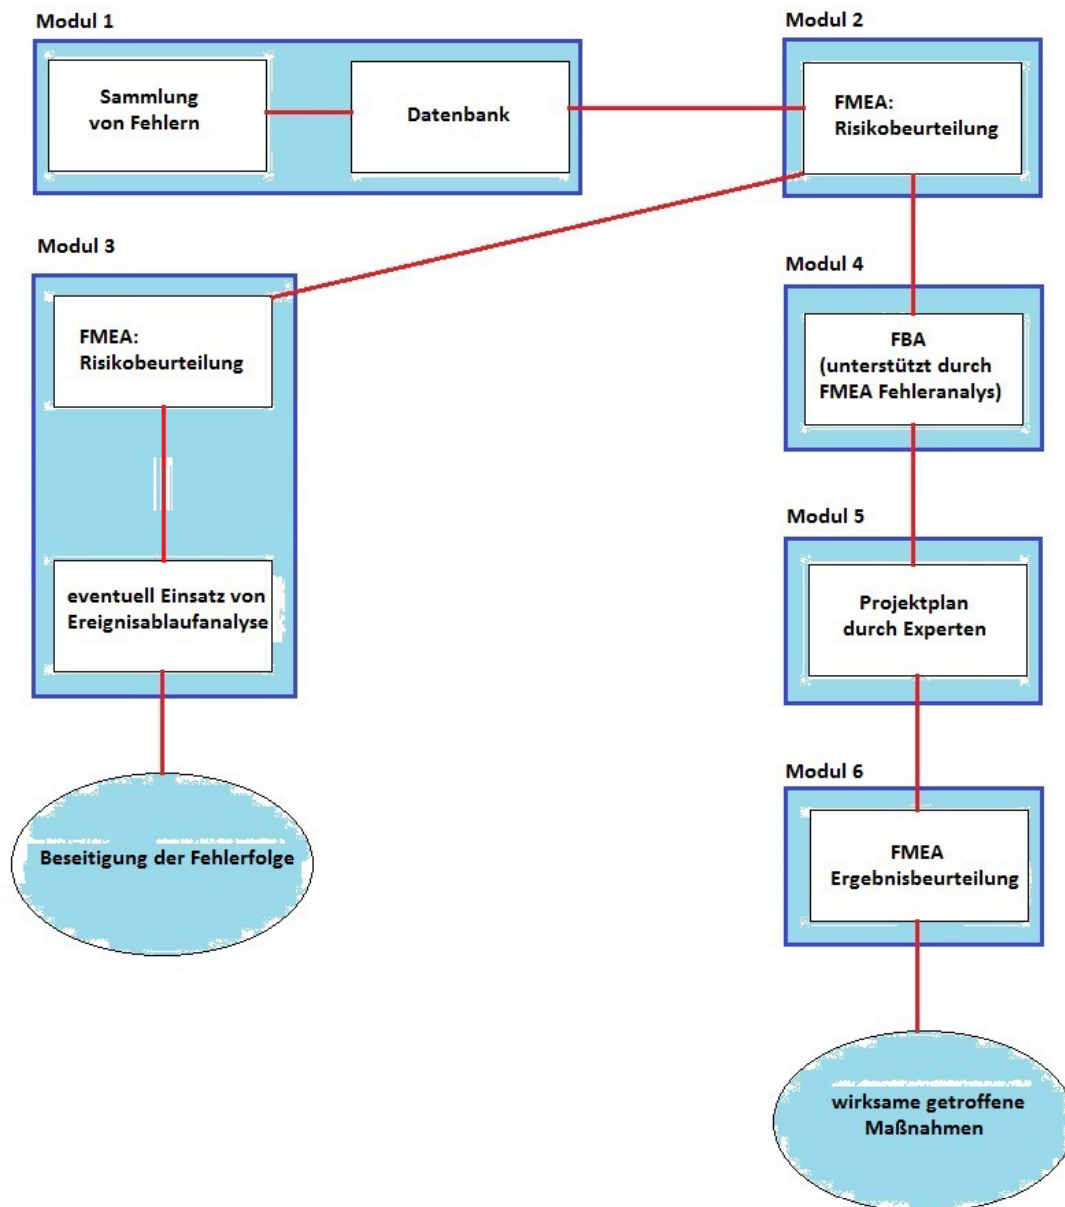 Modul 1
Sammlung
von Fehlern
Datenbank
Modul 2
FMEA:
Risikobeurteilung
Modul 3
FMEA:
Risikobeurteilung
eventuell Einsatz von
Ereignisablaufanalyse
Beseitigung der Fehlerfolge
Modul 4
FBA
(unterstützt durch
FMEA Fehleranalys)
Modul 5
Projektplan
durch Experten
Modul 6
FMEA
Ergebnisbeurteilung
wirksame getroffene
Maßnahmen